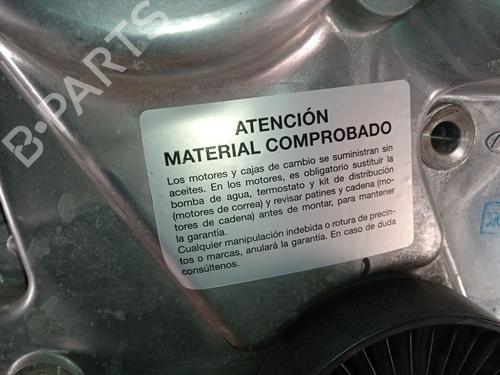 B-PARTS
ATENCIÓN
MATERIAL COMPROBADO
Los motores y cajas de cambio se suministran sin
aceites. En los motores, es obligatorio sustituir la
bomba de agua, termostato y kit de distribución
(motores de correa) y revisar patines y cadena (mo-
tores de cadena) antes de montar, para mantener
la garantía.
Cualquier manipulación indebida o rotura de precin-
tos o marcas, anulará la garantía. En caso de duda
consúltenos.